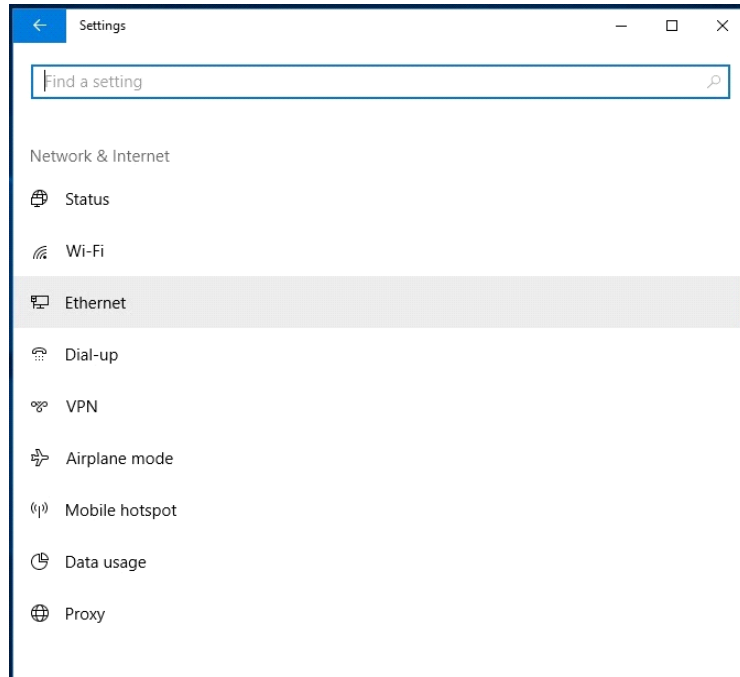 Settings
Find a setting
Network & Internet
Status
Wi-Fi
Ethernet
Dial-up
VPN
Airplane mode
Mobile hotspot
Data usage
Proxy